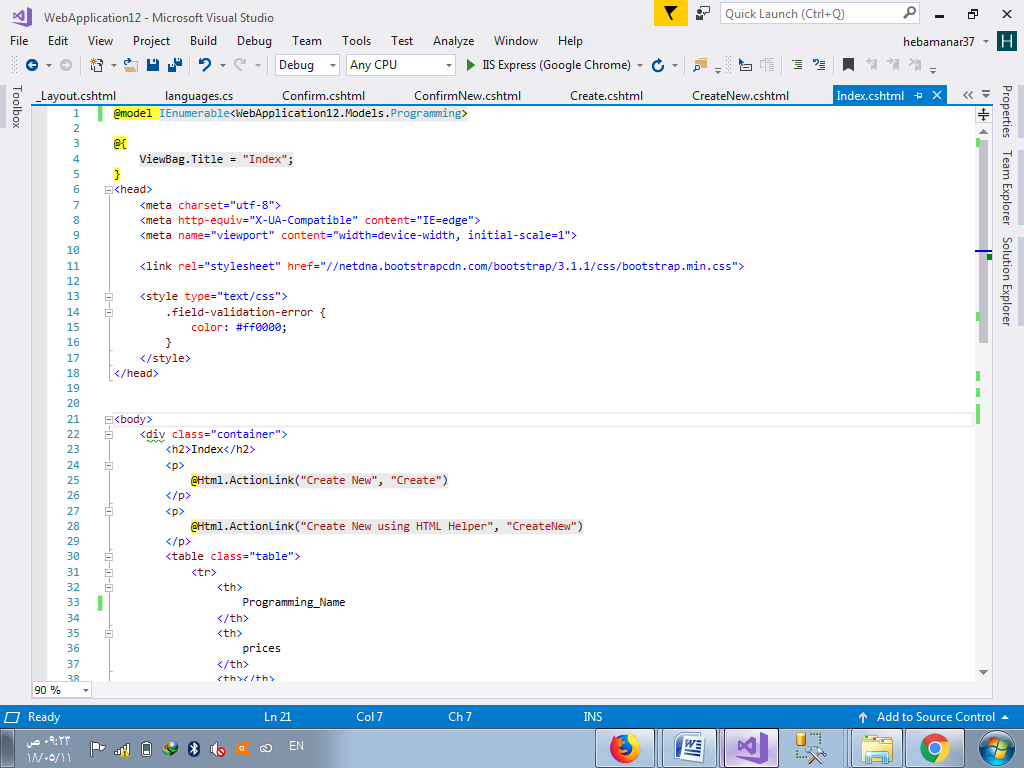 WebApplication12 - Microsoft Visual Studio
Quick Launch (Ctrl+Q)
File Edit View Project Build Debug Team Tools Test Analyze Window Help
hebamanar37
H
Debug Any CPU IIS Express (Google Chrome)
_Layout.cshtml languages.cs Confirm.cshtml ConfirmNew.cshtml Create.cshtml CreateNew.cshtml Index.cshtml
Toolbox
Properties
Team Explorer
Solution Explorer
1 @model IEnumerable<WebApplication12.Models.Programming>
2
3 @{
4 ViewBag.Title = "Index";
5 }
6 <head>
7 <meta charset="utf-8">
8 <meta http-equiv="X-UA-Compatible" content="IE=edge">
9 <meta name="viewport" content="width=device-width, initial-scale=1">
10
11 <link rel="stylesheet" href="//netdna.bootstrapcdn.com/bootstrap/3.1.1/css/bootstrap.min.css">
12
13 <style type="text/css">
14 .field-validation-error {
15 color: #ff0000;
16 }
17 </style>
18 </head>
19
20
21 <body>
22 <div class="container">
23 <h2>Index</h2>
24 <p>
25 @Html.ActionLink("Create New", "Create")
26 </p>
27 <p>
28 @Html.ActionLink("Create New using HTML Helper", "CreateNew")
29 </p>
30 <table class="table">
31 <tr>
32 <th>
33 Programming_Name
34 </th>
35 <th>
36 prices
37 </th>
38 <th></th>
90 %
Ready Ln 21 Col 7 Ch 7 INS Add to Source Control
٠٩:٢٣ ص
١٨/٠٥/١١
EN